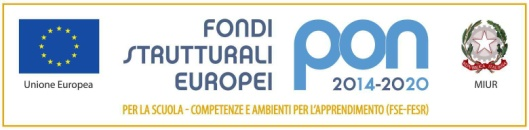 FONDI
STRUTTURALI
EUROPEI
pon
2014-2020
Unione Europea
MIUR
PER LA SCUOLA - COMPETENZE E AMBIENTI PER L'APPRENDIMENTO (FSE-FESR)